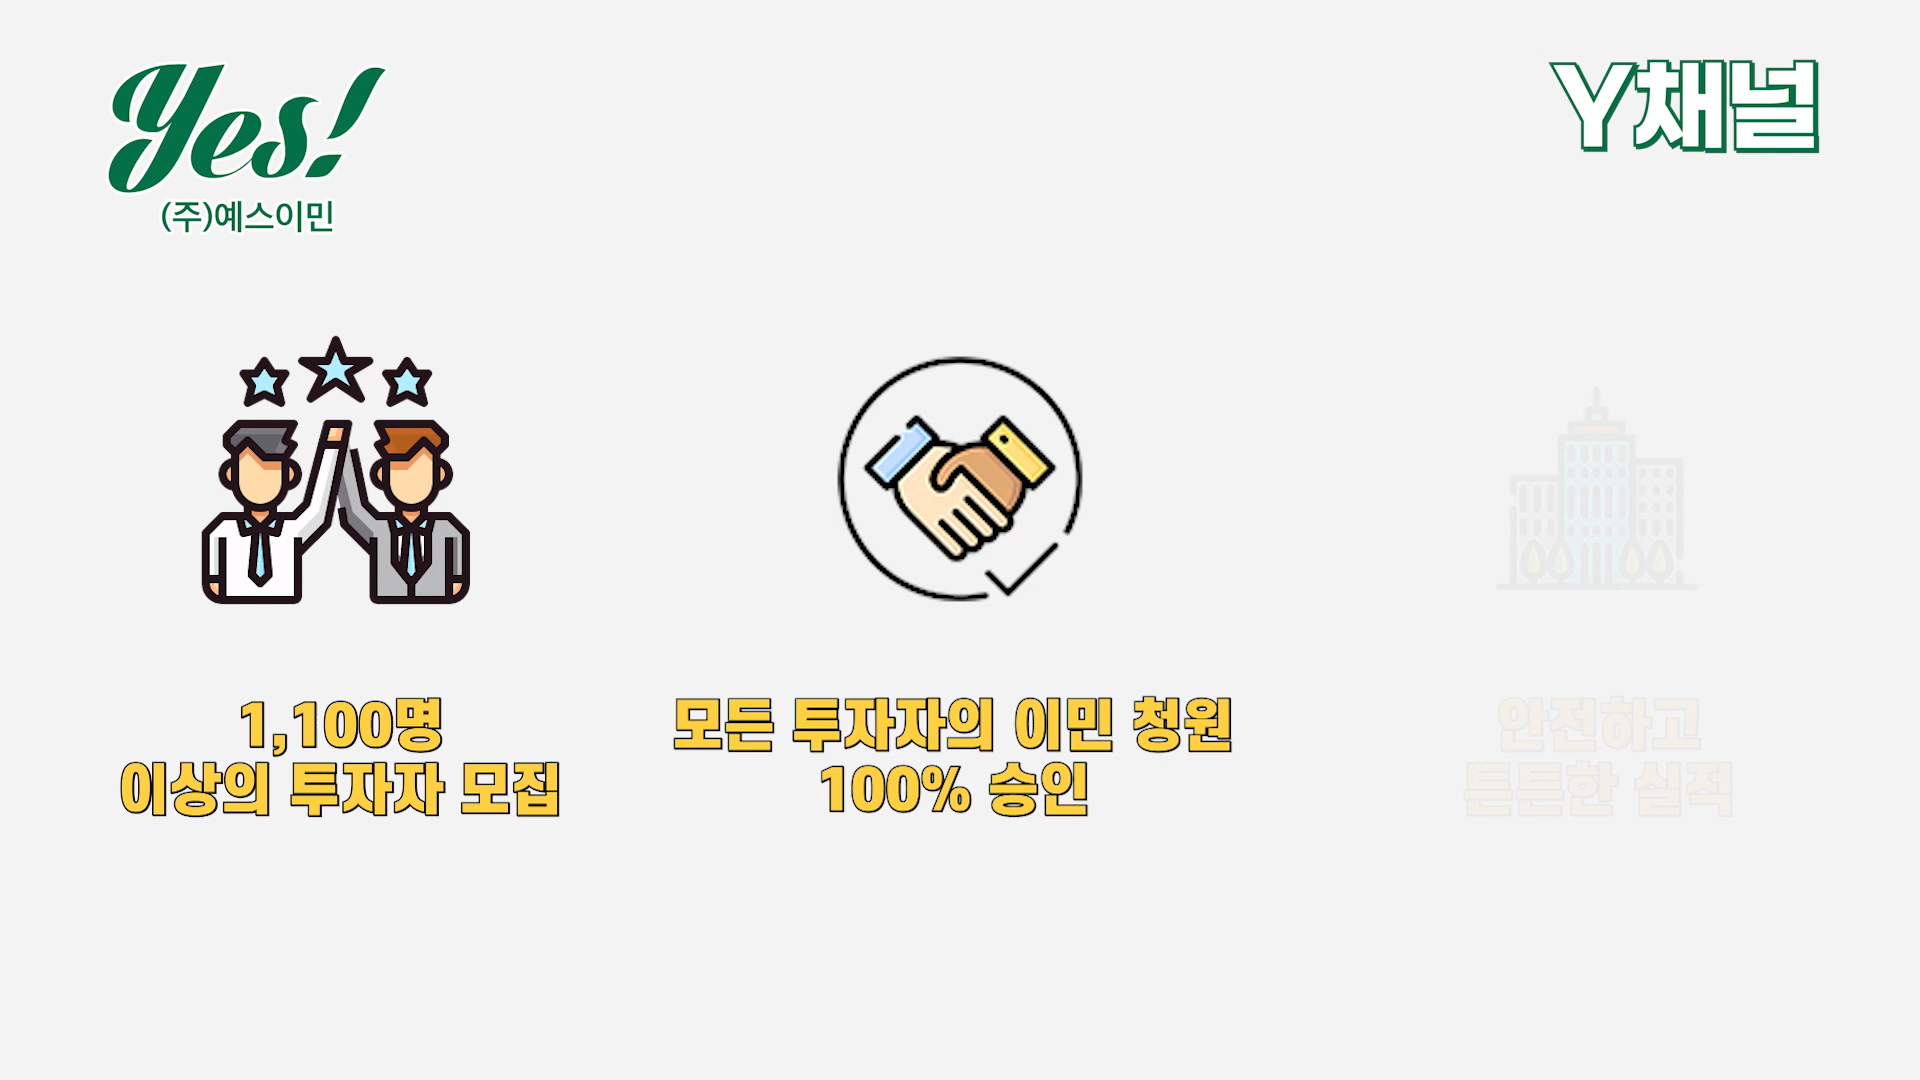 Yes!
(주)예스이민
Y채널
1,100명
이상의 투자자 모집
모든 투자자의 이민 청원
100% 승인
안전하고
튼튼한 실적